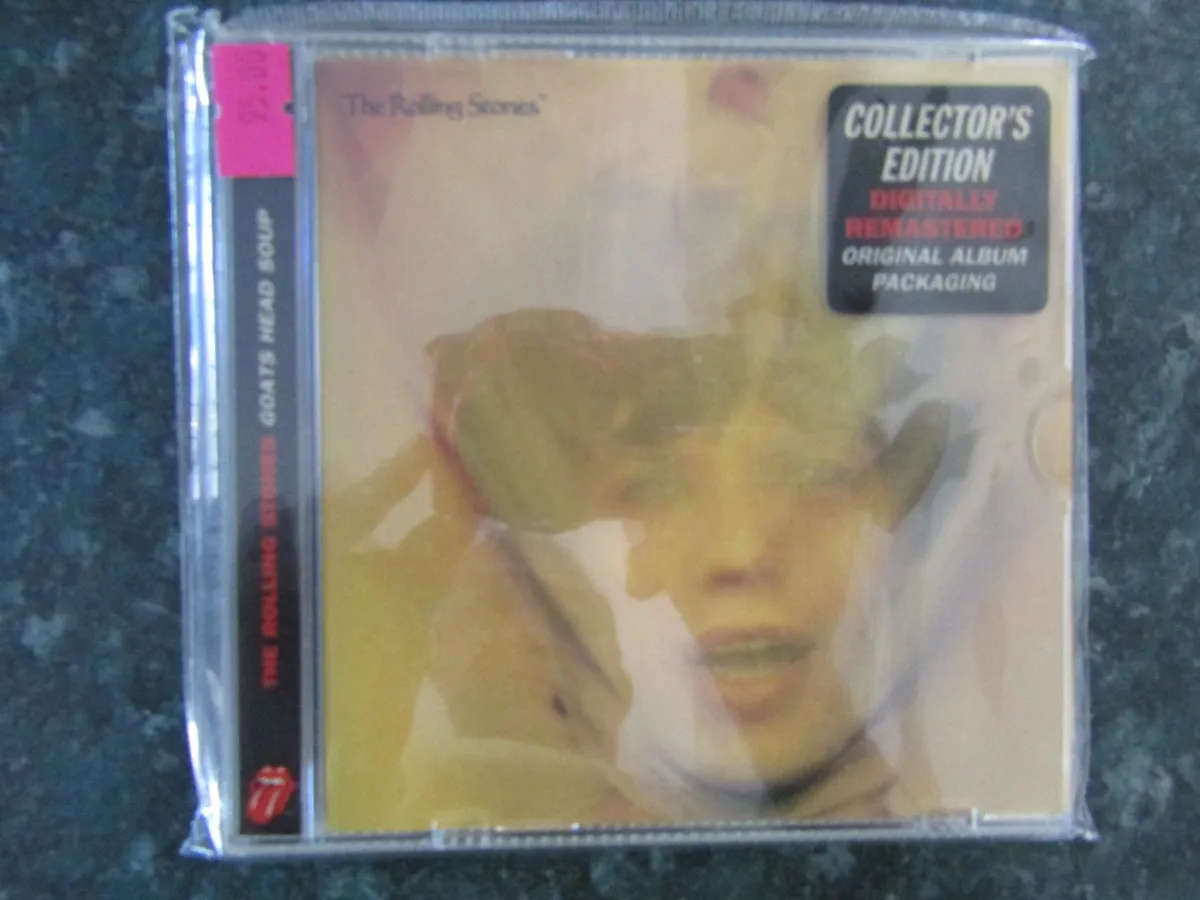 The Rolling Stones
COLLECTOR'S
EDITION
DIGITALLY
REMASTERED
ORIGINAL ALBUM
PACKAGING
THE ROLLING STONES GOATS HEAD SOUP